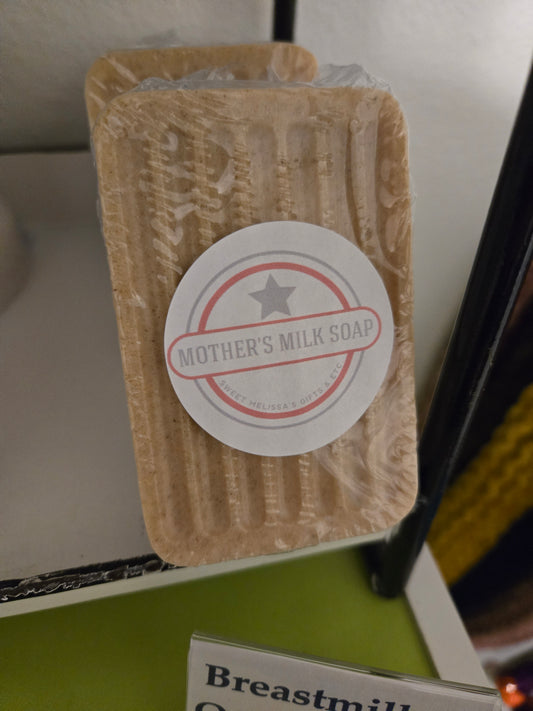 MOTHER'S MILK SOAP
SWEET MELISSA'S GIFTS & ETC
Breastmilk